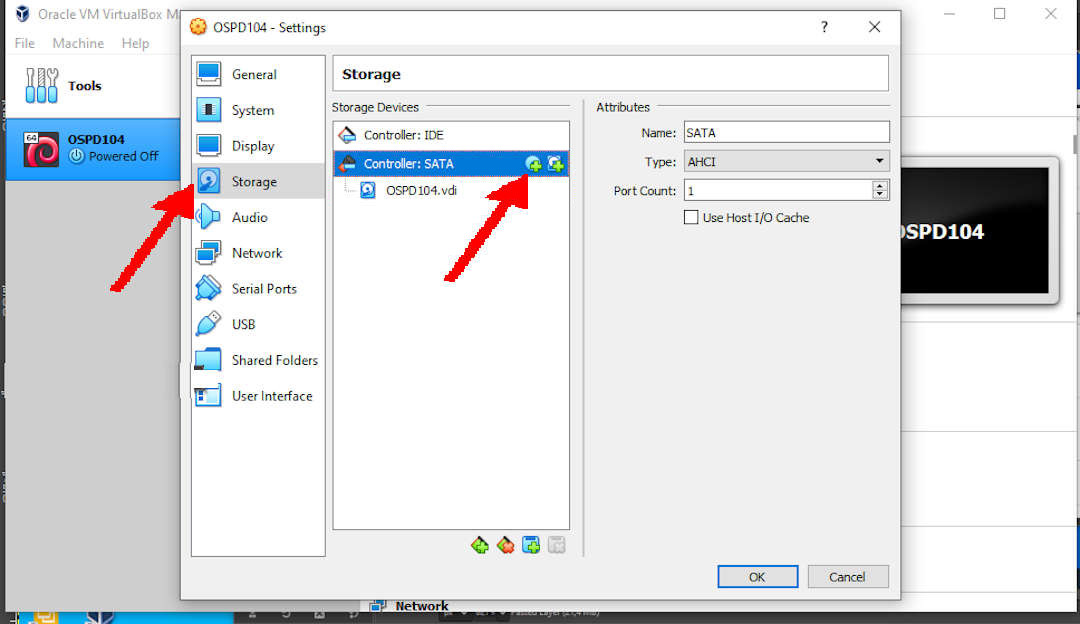 Oracle VM VirtualBox M
OSPD104 - Settings
?
File Machine Help
Tools
64
OSPD104
Powered Off
General
System
Display
Storage
Audio
Network
Serial Ports
USB
Shared Folders
User Interface
Storage
Storage Devices
Controller: IDE
Controller: SATA
OSPD104.vdi
Attributes
Name: SATA
Type: AHCI
Port Count: 1
Use Host I/O Cache
OSPD104
OK
Cancel
Network